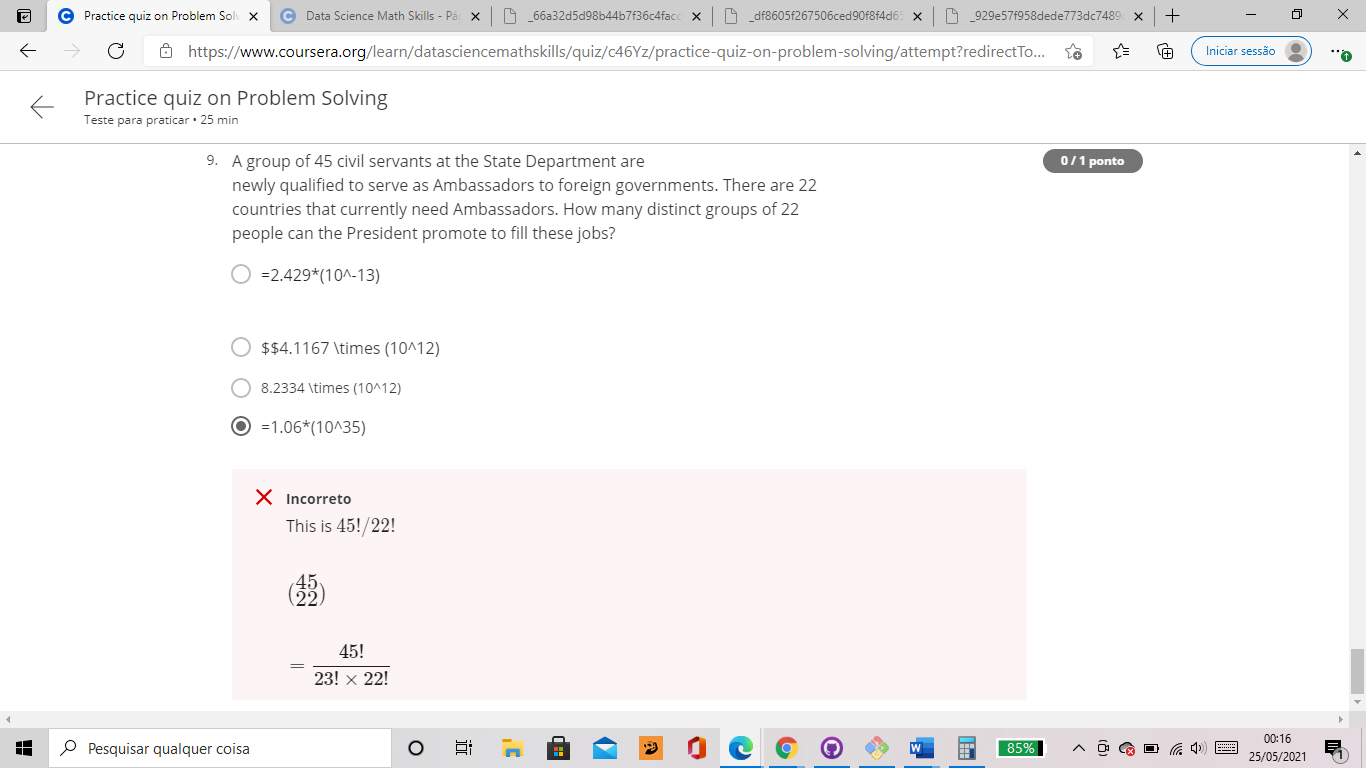 Practice quiz on Problem Solv
Data Science Math Skills - Pá
_66a32d5d98b44b7f36c4facc
_df8605f267506ced90f8f4d6
_929e57f958dede773dc7489
https://www.coursera.org/learn/datasciencemathskills/quiz/c46Yz/practice-quiz-on-problem-solving/attempt?redirectTo...
Iniciar sessão
Practice quiz on Problem Solving
Teste para praticar • 25 min
9. A group of 45 civil servants at the State Department are
0 / 1 ponto
newly qualified to serve as Ambassadors to foreign governments. There are 22
countries that currently need Ambassadors. How many distinct groups of 22
people can the President promote to fill these jobs?
=2.429*(10^-13)
$$4.1167 \times (10^12)
8.2334 \times (10^12)
=1.06*(10^35)
Incorreto
This is 45!/22!
(45
22)
= 45!
23! × 22!
Pesquisar qualquer coisa
85%
00:16
25/05/2021
1